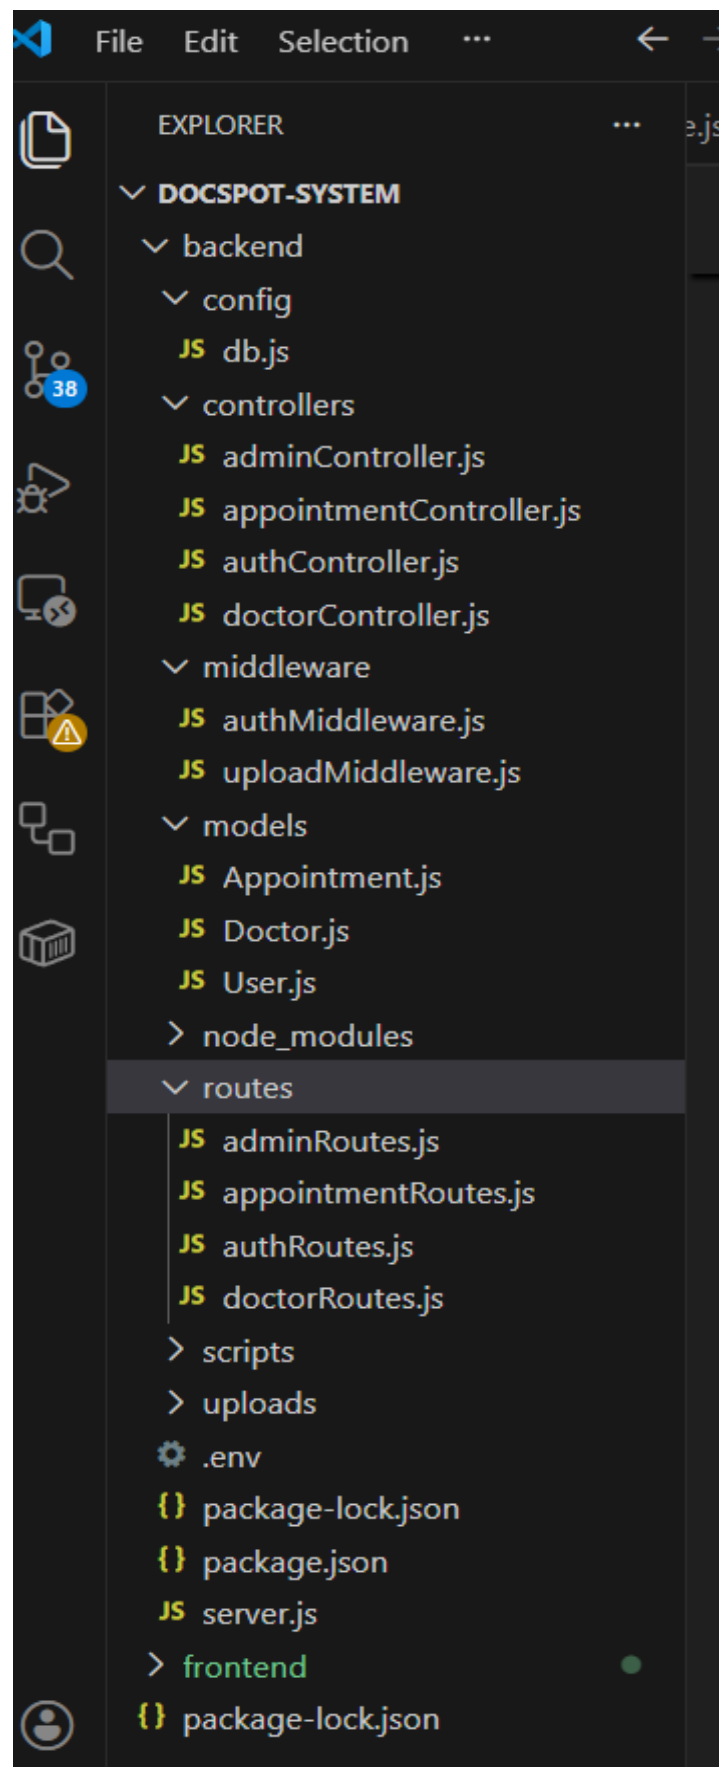 File Edit Selection ...
EXPLORER ...
e.js
DOCSPOT-SYSTEM
backend
config
JS db.js
38
controllers
JS adminController.js
JS appointmentController.js
JS authController.js
JS doctorController.js
middleware
JS authMiddleware.js
JS uploadMiddleware.js
models
JS Appointment.js
JS Doctor.js
JS User.js
node_modules
routes
JS adminRoutes.js
JS appointmentRoutes.js
JS authRoutes.js
JS doctorRoutes.js
scripts
uploads
.env
{} package-lock.json
{} package.json
JS server.js
frontend
{} package-lock.json